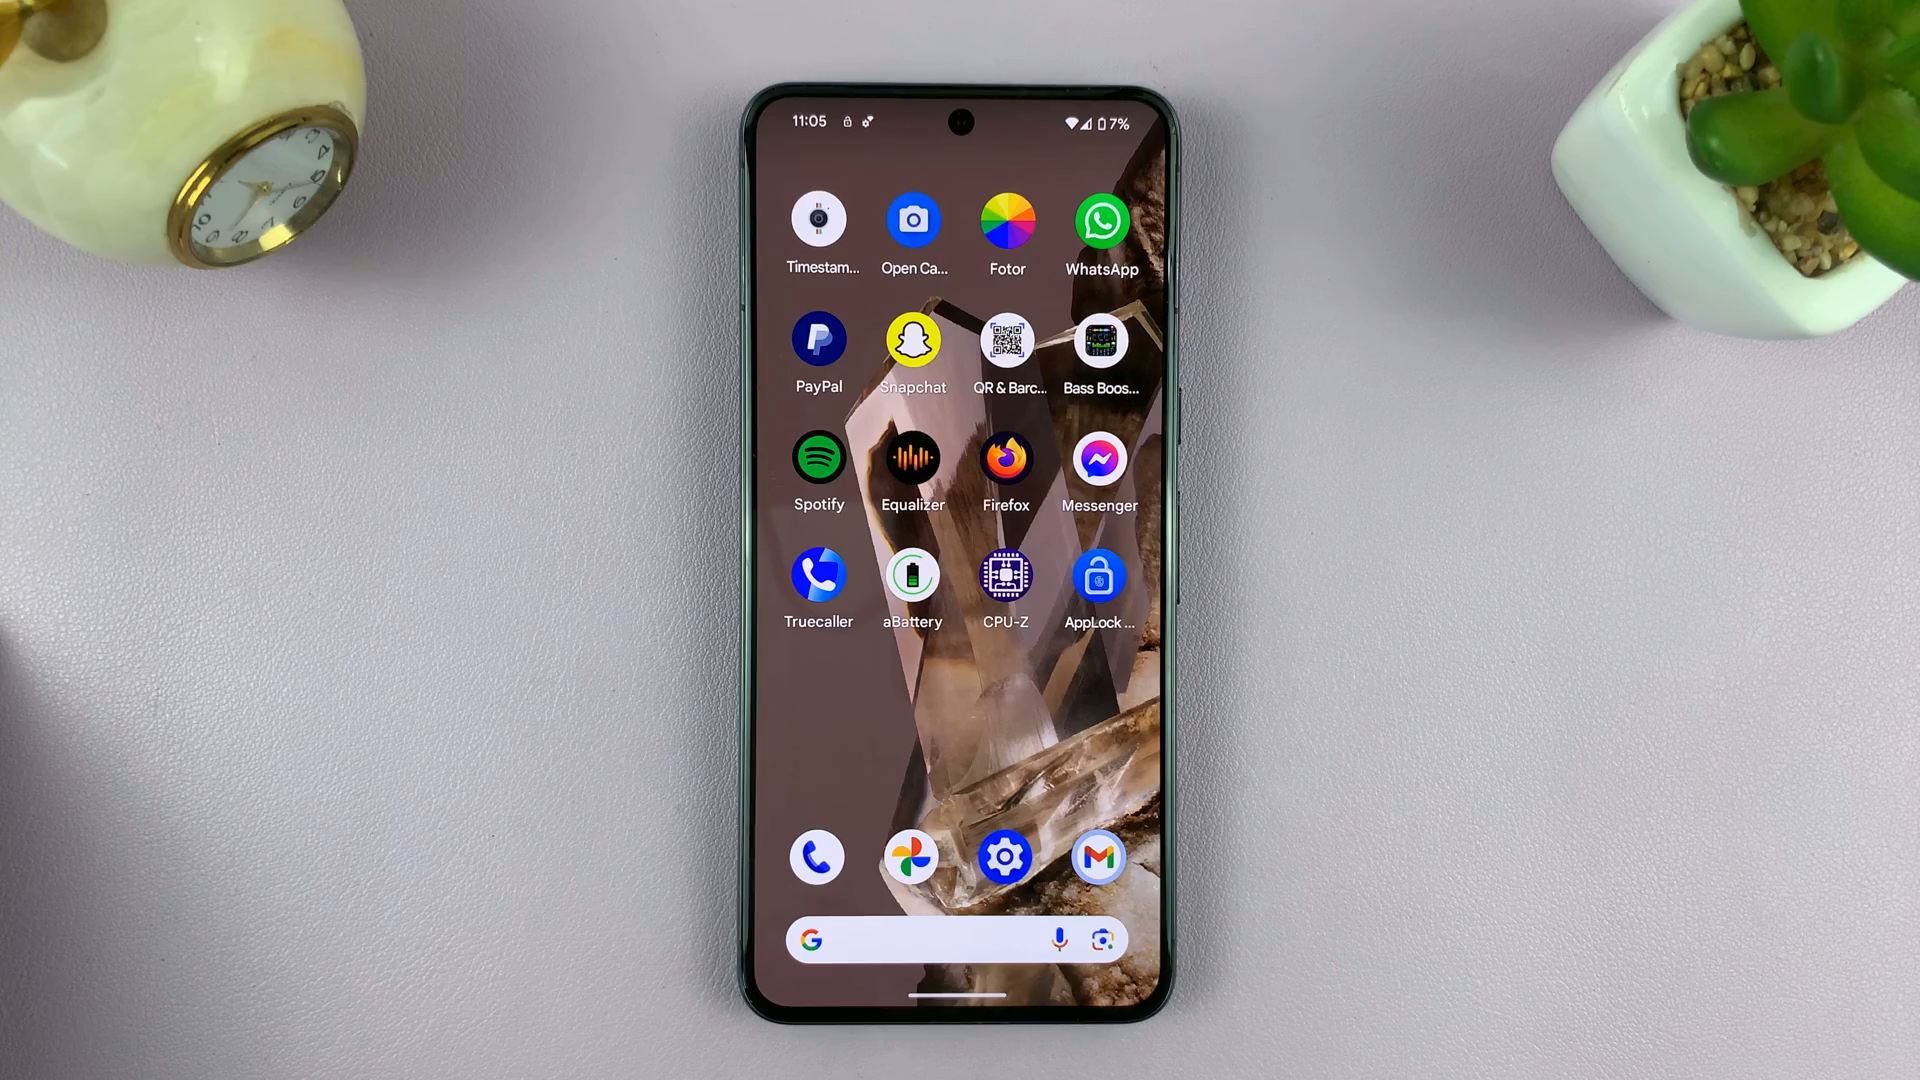 11:05 7%
Timestam... Open Ca... Fotor WhatsApp
PayPal Snapchat QR & Barc... Bass Boos...
Spotify Equalizer Firefox Messenger
Truecaller aBattery CPU-Z AppLock ...